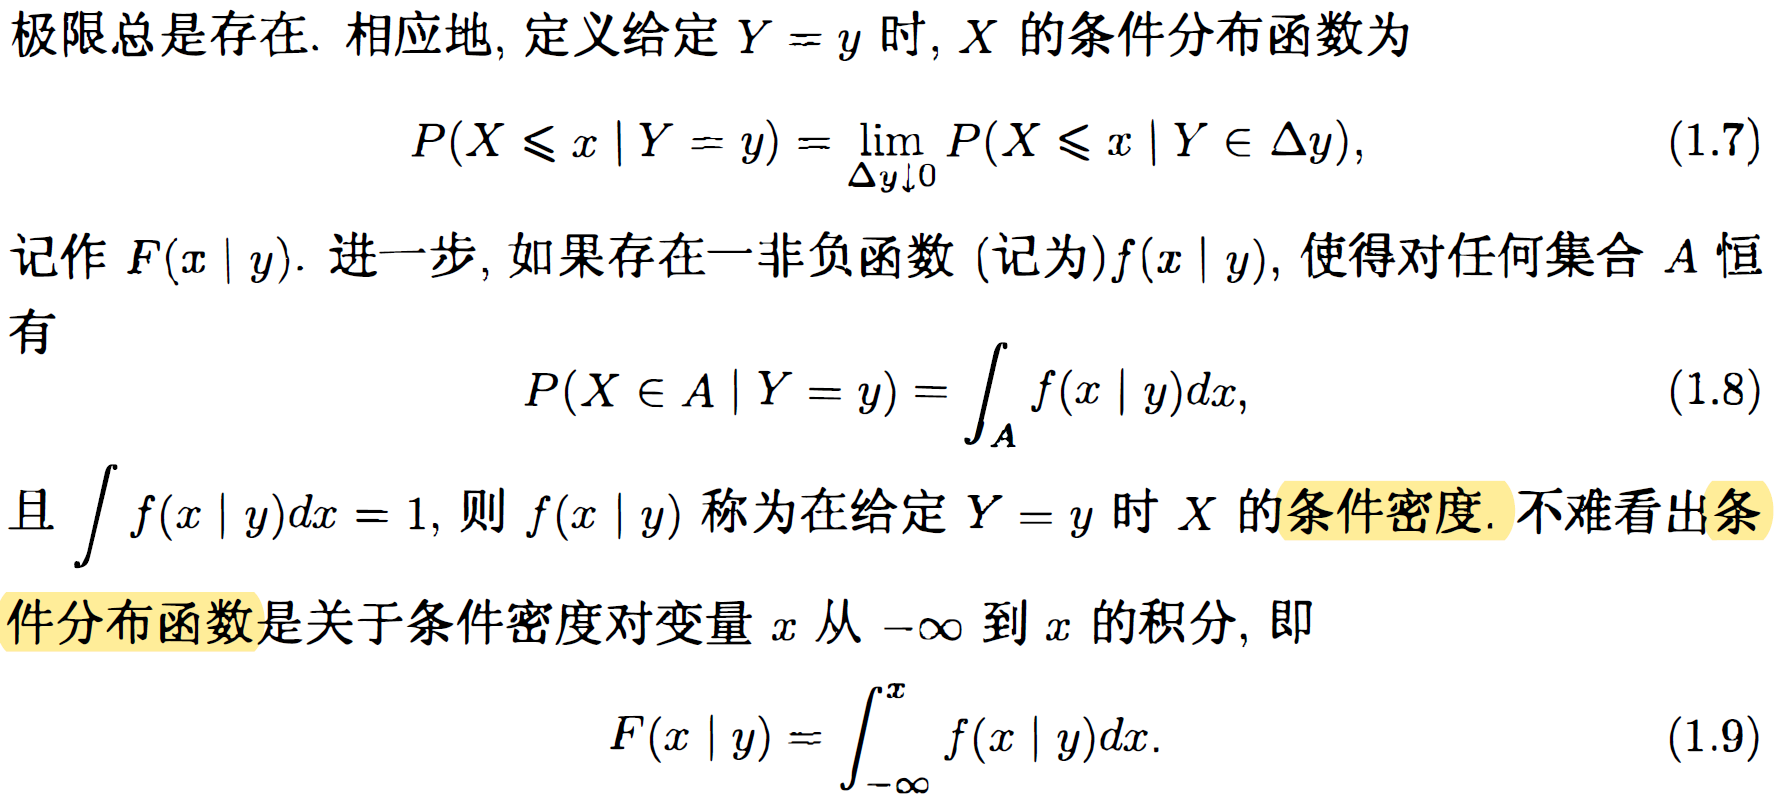 极限总是存在. 相应地, 定义给定 Y = y 时, X 的条件分布函数为
P(X ⩽ x | Y = y) = lim_{Δy↓0} P(X ⩽ x | Y ∈ Δy), (1.7)
记作 F(x | y). 进一步, 如果存在一非负函数 (记为)f(x | y), 使得对任何集合 A 恒
有
P(X ∈ A | Y = y) = ∫_A f(x | y)dx, (1.8)
且 ∫ f(x | y)dx = 1, 则 f(x | y) 称为在给定 Y = y 时 X 的条件密度. 不难看出条
件分布函数是关于条件密度对变量 x 从 −∞ 到 x 的积分, 即
F(x | y) = ∫_{−∞}^{x} f(x | y)dx. (1.9)